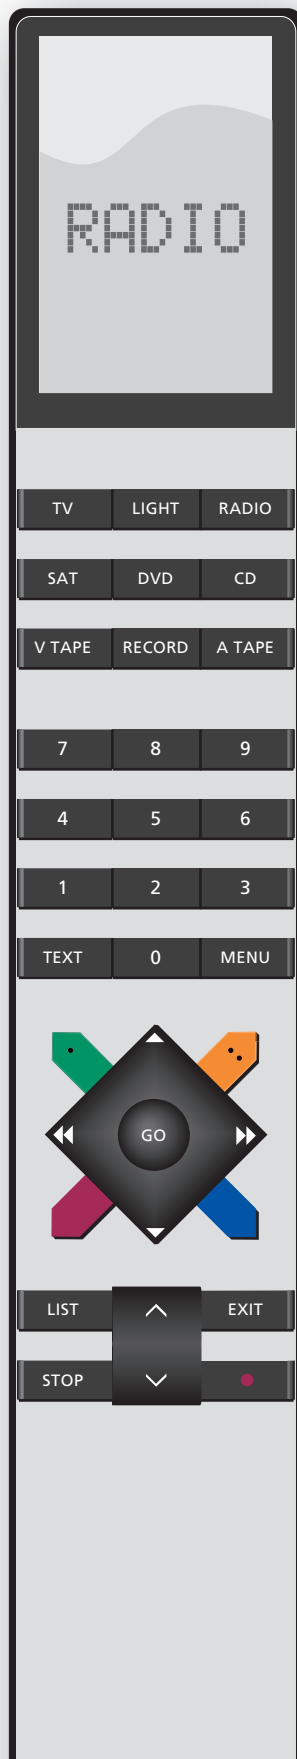 RADIO
TV LIGHT RADIO
SAT DVD CD
V TAPE RECORD A TAPE
7 8 9
4 5 6
1 2 3
TEXT 0 MENU
GO
LIST EXIT
STOP